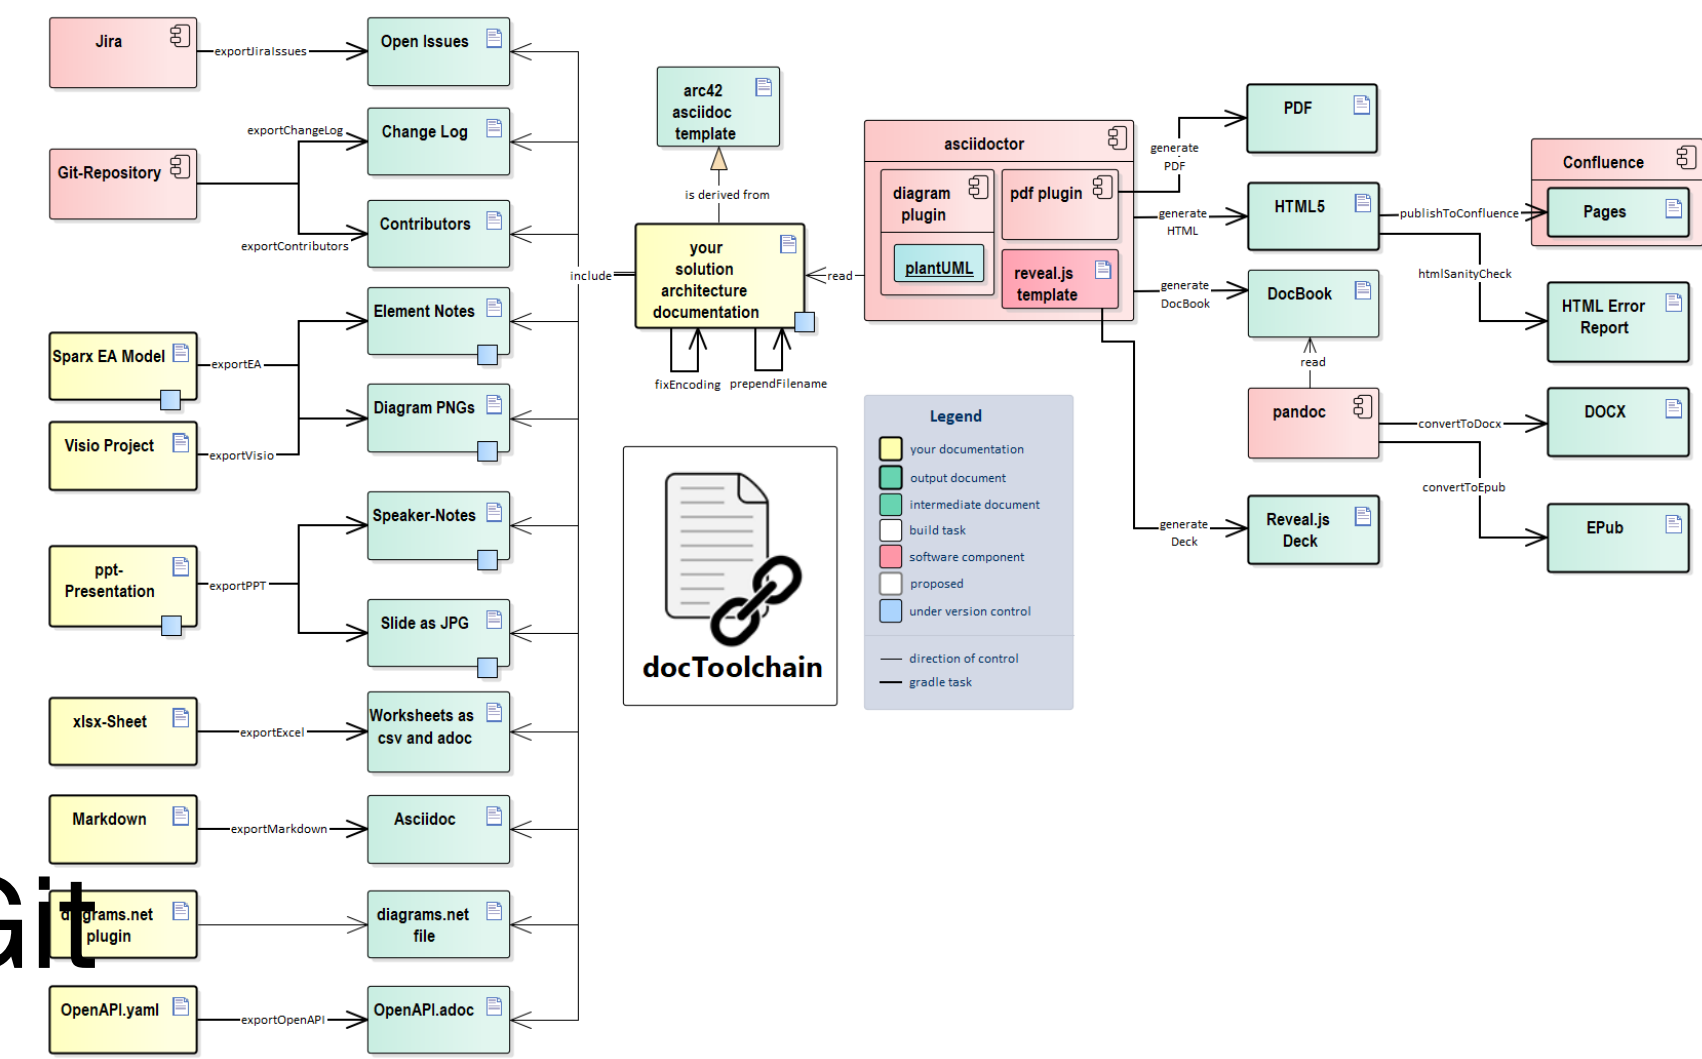 Jira
exportJiraIssues
Open Issues
Git-Repository
exportChangeLog
Change Log
exportContributors
Contributors
Sparx EA Model
exportEA
Element Notes
Visio Project
exportVisio
Diagram PNGs
ppt-
Presentation
exportPPT
Speaker-Notes
Slide as JPG
xlsx-Sheet
exportExcel
Worksheets as
csv and adoc
Markdown
exportMarkdown
Asciidoc
Git
diagrams.net
plugin
diagrams.net
file
OpenAPI.yaml
exportOpenAPI
OpenAPI.adoc
include
arc42
asciidoc
template
is derived from
your
solution
architecture
documentation
fixEncoding
prependFilename
read
docToolchain
asciidoctor
diagram
plugin
plantUML
pdf plugin
reveal.js
template
Legend
your documentation
output document
intermediate document
build task
software component
proposed
under version control
direction of control
gradle task
generate
PDF
PDF
generate
HTML
HTML5
generate
DocBook
DocBook
read
pandoc
generate
Deck
Reveal.js
Deck
publishToConfluence
Confluence
Pages
htmlSanityCheck
HTML Error
Report
convertToDocx
DOCX
convertToEpub
EPub